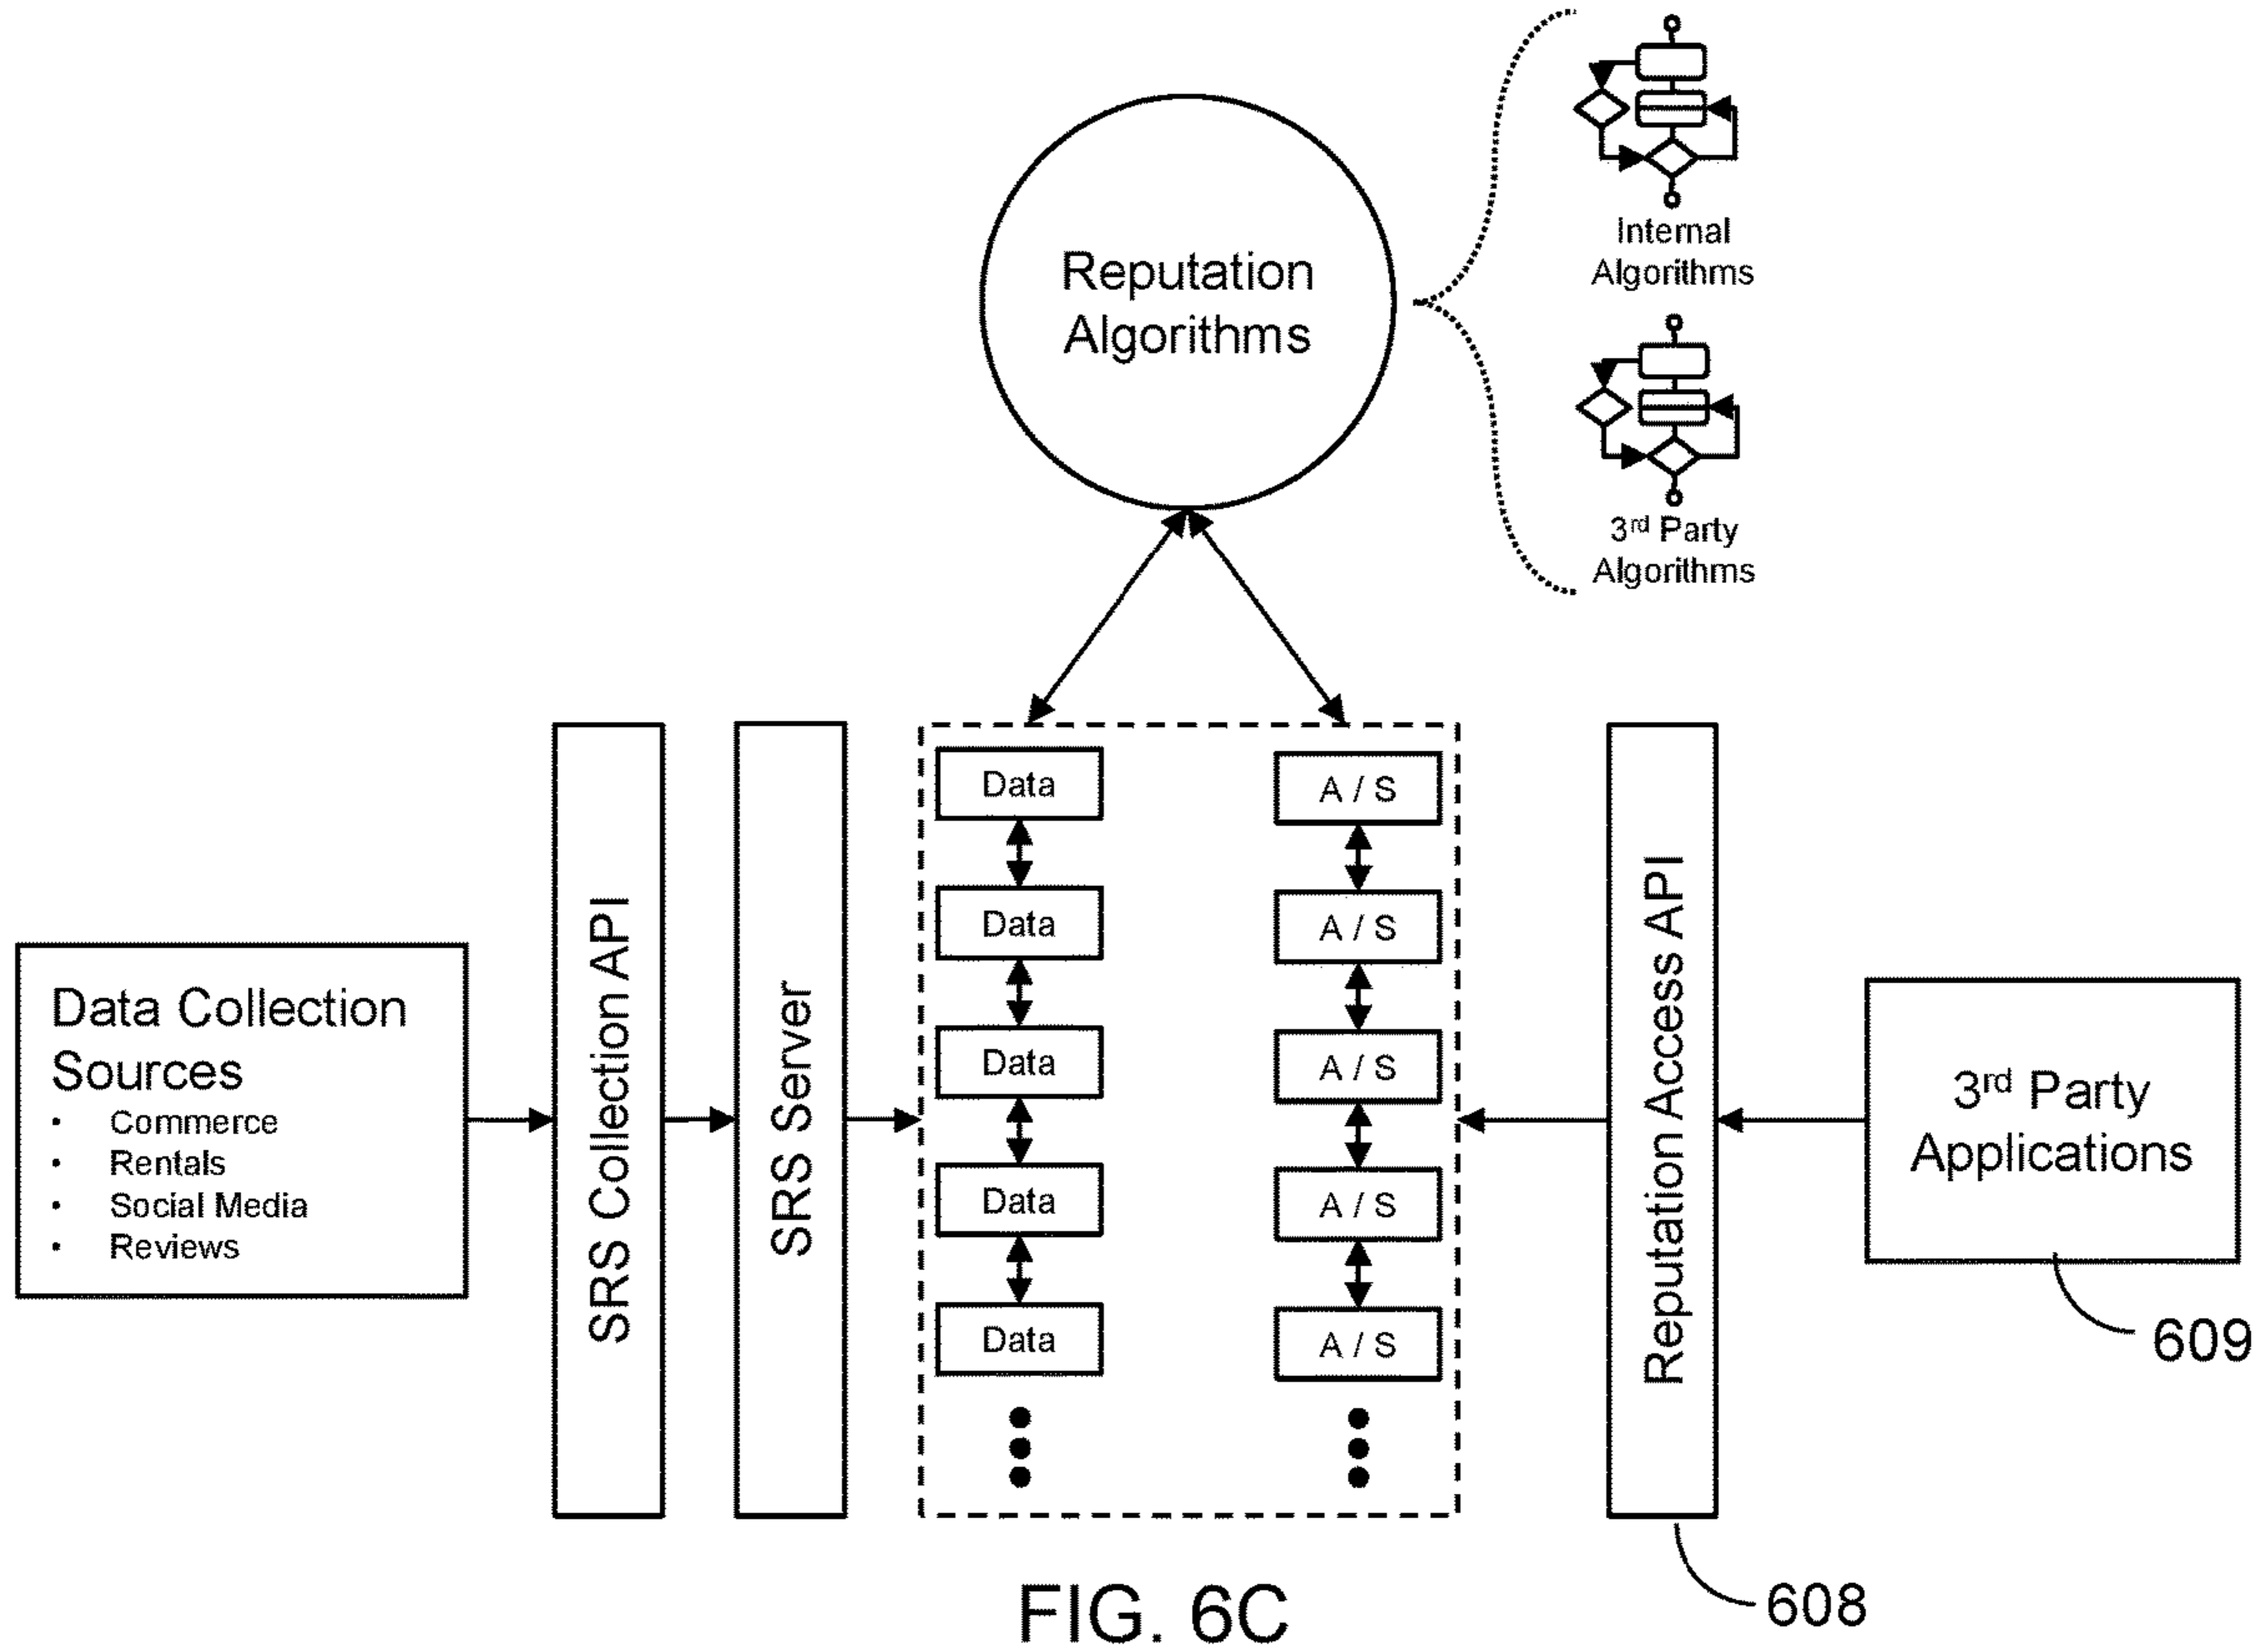 Reputation
Algorithms
Internal
Algorithms
3rd Party
Algorithms
Data Collection
Sources
• Commerce
• Rentals
• Social Media
• Reviews
SRS Collection API
SRS Server
Data
Data
Data
Data
Data
A / S
A / S
A / S
A / S
A / S
Reputation Access API
3rd Party
Applications
609
608
FIG. 6C